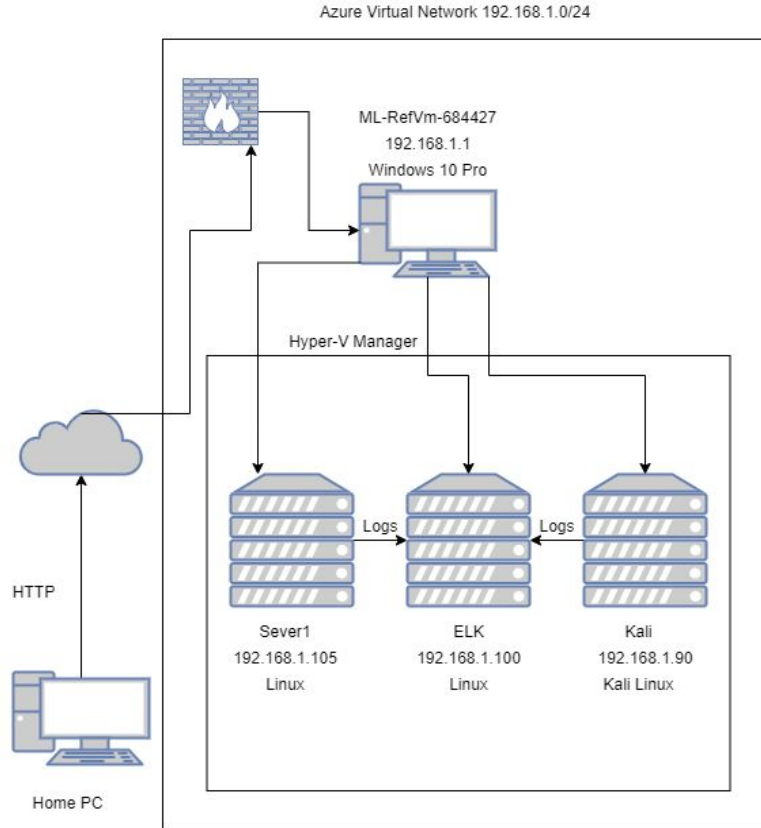 Azure Virtual Network 192.168.1.0/24
ML-RefVm-684427
192.168.1.1
Windows 10 Pro
Hyper-V Manager
Logs
Logs
HTTP
Sever1
192.168.1.105
Linux
ELK
192.168.1.100
Linux
Kali
192.168.1.90
Kali Linux
Home PC